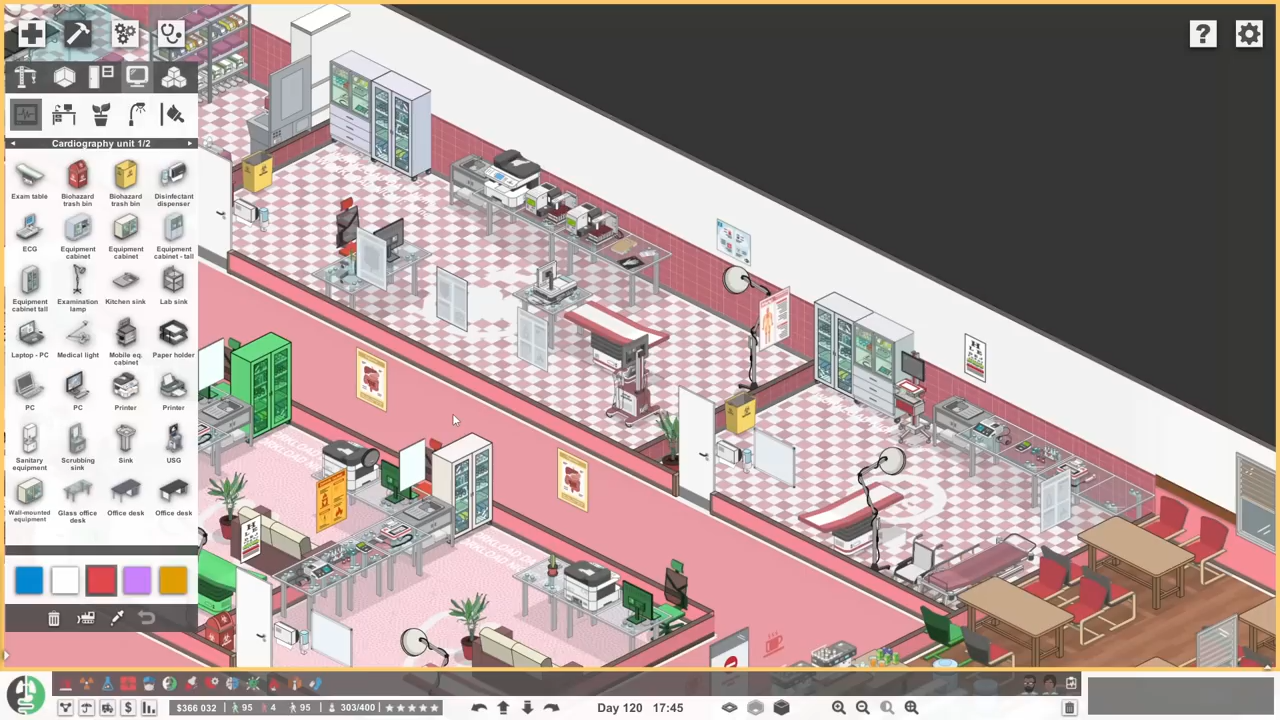 Cardiography unit 1/2
Exam table
Biohazard trash bin
Biohazard trash bin
Disinfectant dispenser
ECG
Equipment cabinet
Equipment cabinet
Equipment cabinet - tall
Equipment cabinet tall
Examination lamp
Kitchen sink
Lab sink
Laptop - PC
Medical light
Mobile eq. cabinet
Paper holder
PC
PC
Printer
Printer
Sanitary equipment
Scrubbing sink
Sink
USG
Wall-mounted equipment
Glass office desk
Office desk
Office desk
$366 032
95
4
95
303/400
Day 120
17:45